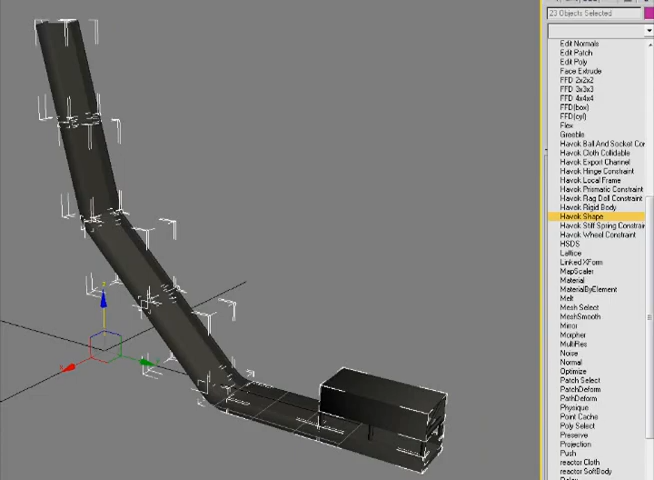 23 Objects Selected
Edit Normals
Edit Patch
Edit Poly
Face Extrude
FFD 2x2x2
FFD 3x3x3
FFD 4x4x4
FFD(box)
FFD(cyl)
Flex
Greeble
Havok Ball And Socket Cor
Havok Cloth Collidable
Havok Export Channel
Havok Hinge Constraint
Havok Local Frame
Havok Prismatic Constraint
Havok Rag Doll Constraint
Havok Rigid Body
Havok Shape
Havok Stiff Spring Constrain
Havok Wheel Constraint
HSDS
Lattice
Linked XForm
MapScaler
Material
MaterialByElement
Melt
Mesh Select
MeshSmooth
Mirror
Morpher
MultiRes
Noise
Normal
Optimize
Patch Select
PatchDeform
PathDeform
Physique
Point Cache
Poly Select
Preserve
Projection
Push
reactor Cloth
reactor SoftBody